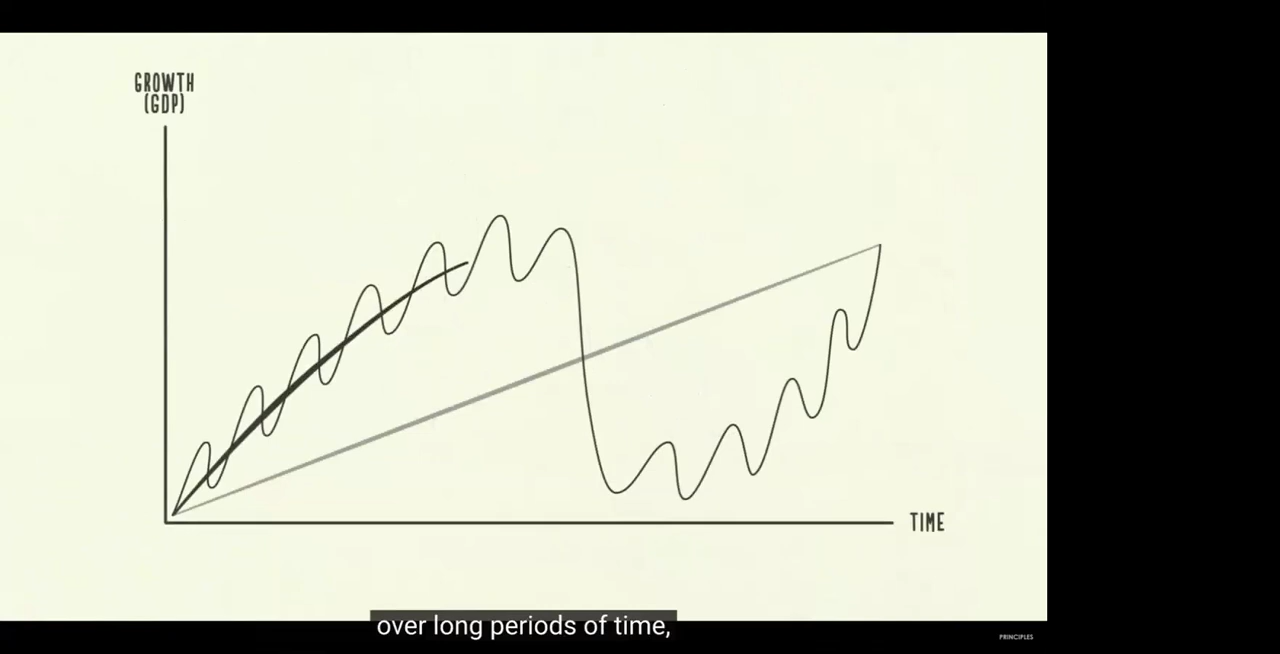 GROWTH
(GDP)
TIME
over long periods of time,
PRINCIPLES